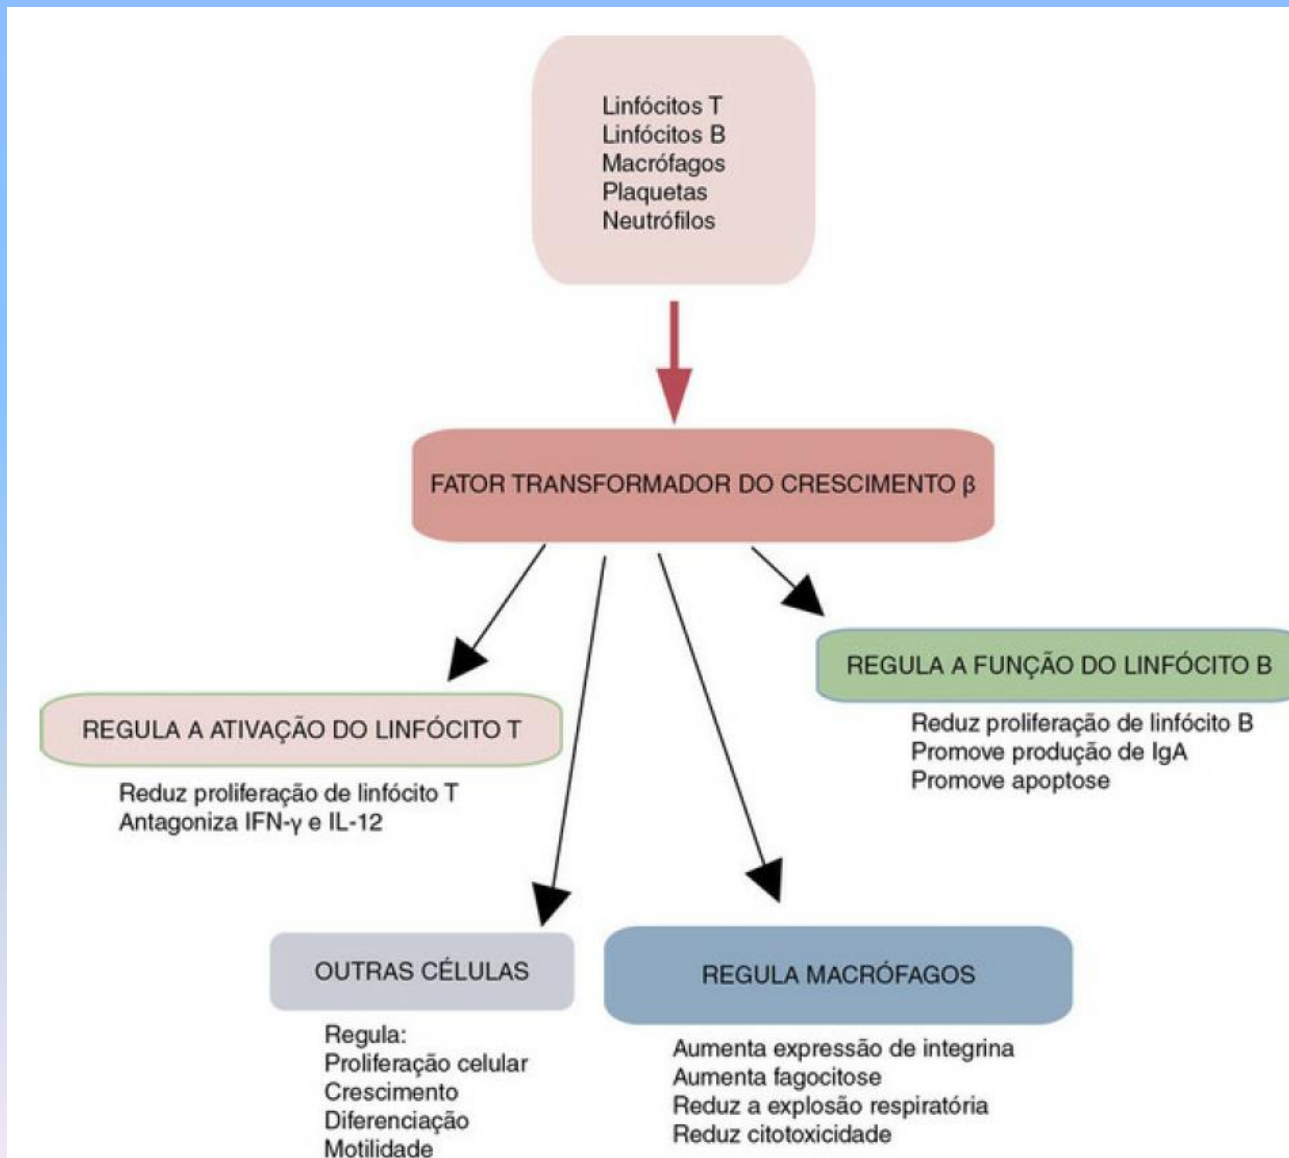 Linfócitos T
Linfócitos B
Macrófagos
Plaquetas
Neutrófilos
FATOR TRANSFORMADOR DO CRESCIMENTO β
REGULA A FUNÇÃO DO LINFÓCITO B
Reduz proliferação de linfócito B
Promove produção de IgA
Promove apoptose
REGULA A ATIVAÇÃO DO LINFÓCITO T
Reduz proliferação de linfócito T
Antagoniza IFN-γ e IL-12
OUTRAS CÉLULAS
Regula:
Proliferação celular
Crescimento
Diferenciação
Motilidade
REGULA MACRÓFAGOS
Aumenta expressão de integrina
Aumenta fagocitose
Reduz a explosão respiratória
Reduz citotoxicidade